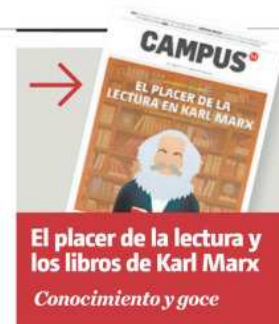 CAMPUS
EL PLACER DE LA
LECTURA EN KARL MARX
El placer de la lectura y
los libros de Karl Marx
Conocimiento y goce